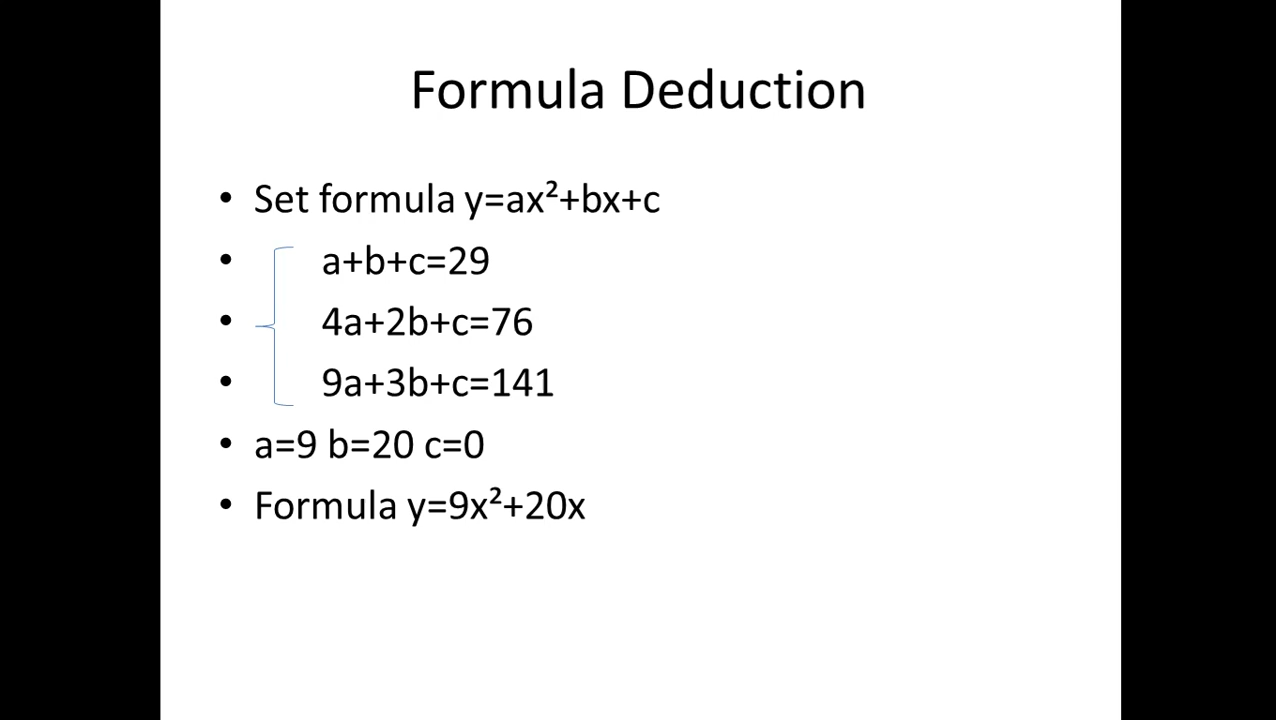 Formula Deduction
• Set formula y=ax²+bx+c
• a+b+c=29
• 4a+2b+c=76
• 9a+3b+c=141
• a=9 b=20 c=0
• Formula y=9x²+20x